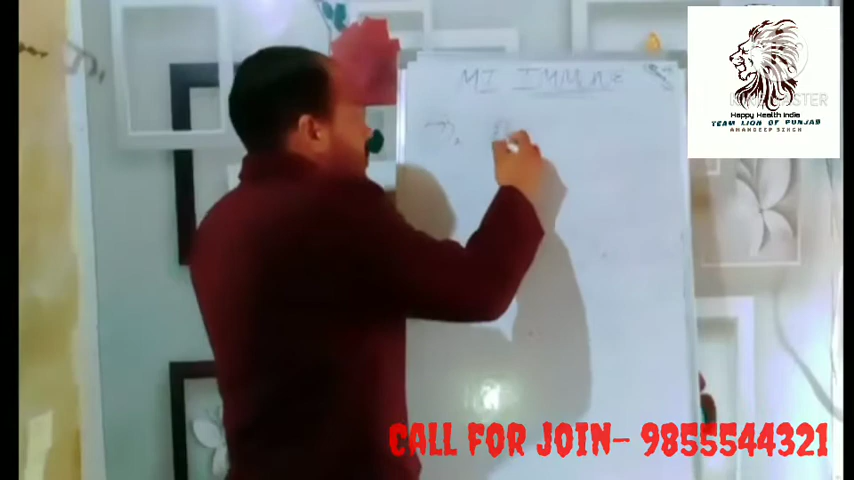 MI IMMUNE
Happy Health India
TEAM LION OF PUNJAB
AMANDEEP SINGH
CALL FOR JOIN- 9855544321